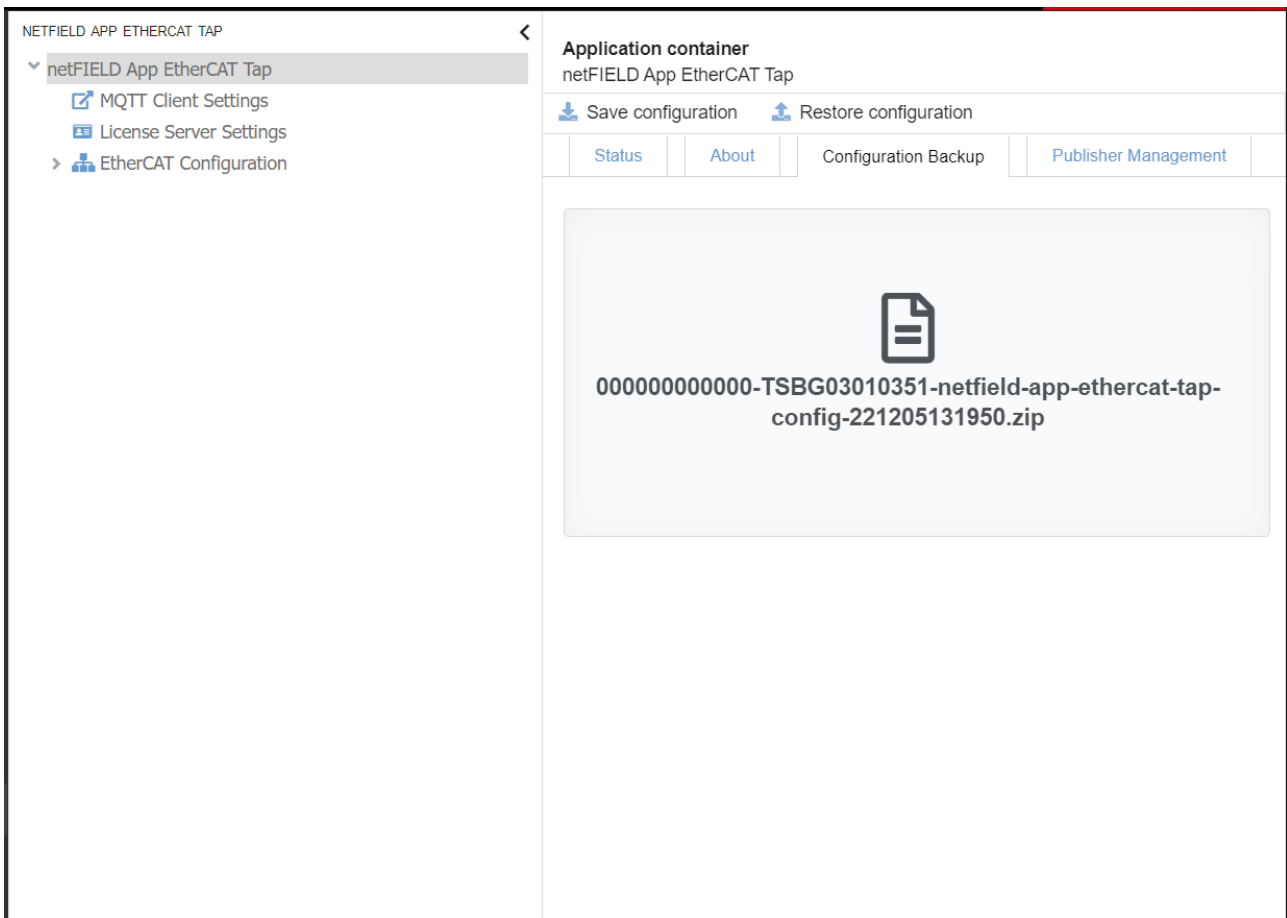 NETFIELD APP ETHERCAT TAP
netFIELD App EtherCAT Tap
MQTT Client Settings
License Server Settings
EtherCAT Configuration
Application container
netFIELD App EtherCAT Tap
Save configuration Restore configuration
Status About Configuration Backup Publisher Management
000000000000-TSBG03010351-netfield-app-ethercat-tap-
config-221205131950.zip